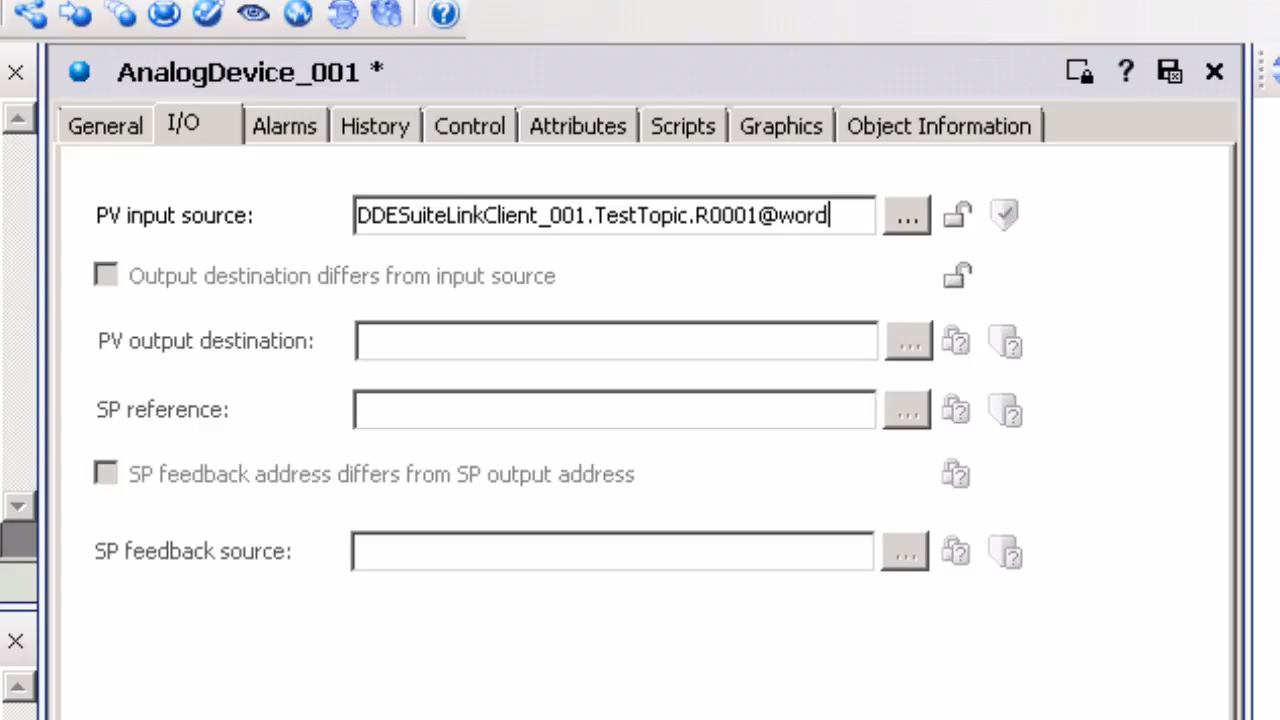 AnalogDevice_001 *
General I/O Alarms History Control Attributes Scripts Graphics Object Information
PV input source: DDESuiteLinkClient_001.TestTopic.R0001@word ...
Output destination differs from input source
PV output destination: ...
SP reference: ...
SP feedback address differs from SP output address
SP feedback source: ...